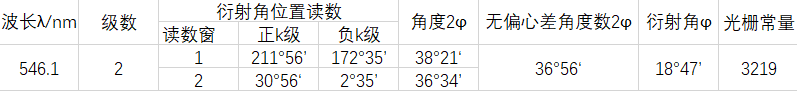 波长λ/nm 级数 衍射角位置读数 角度2φ 无偏心差角度数2φ 衍射角φ 光栅常量
读数窗 正k级 负k级
546.1 2 1 211°56’ 172°35’ 38°21‘ 36°56‘ 18°47’ 3219
2 30°56’ 2°35’ 36°34’